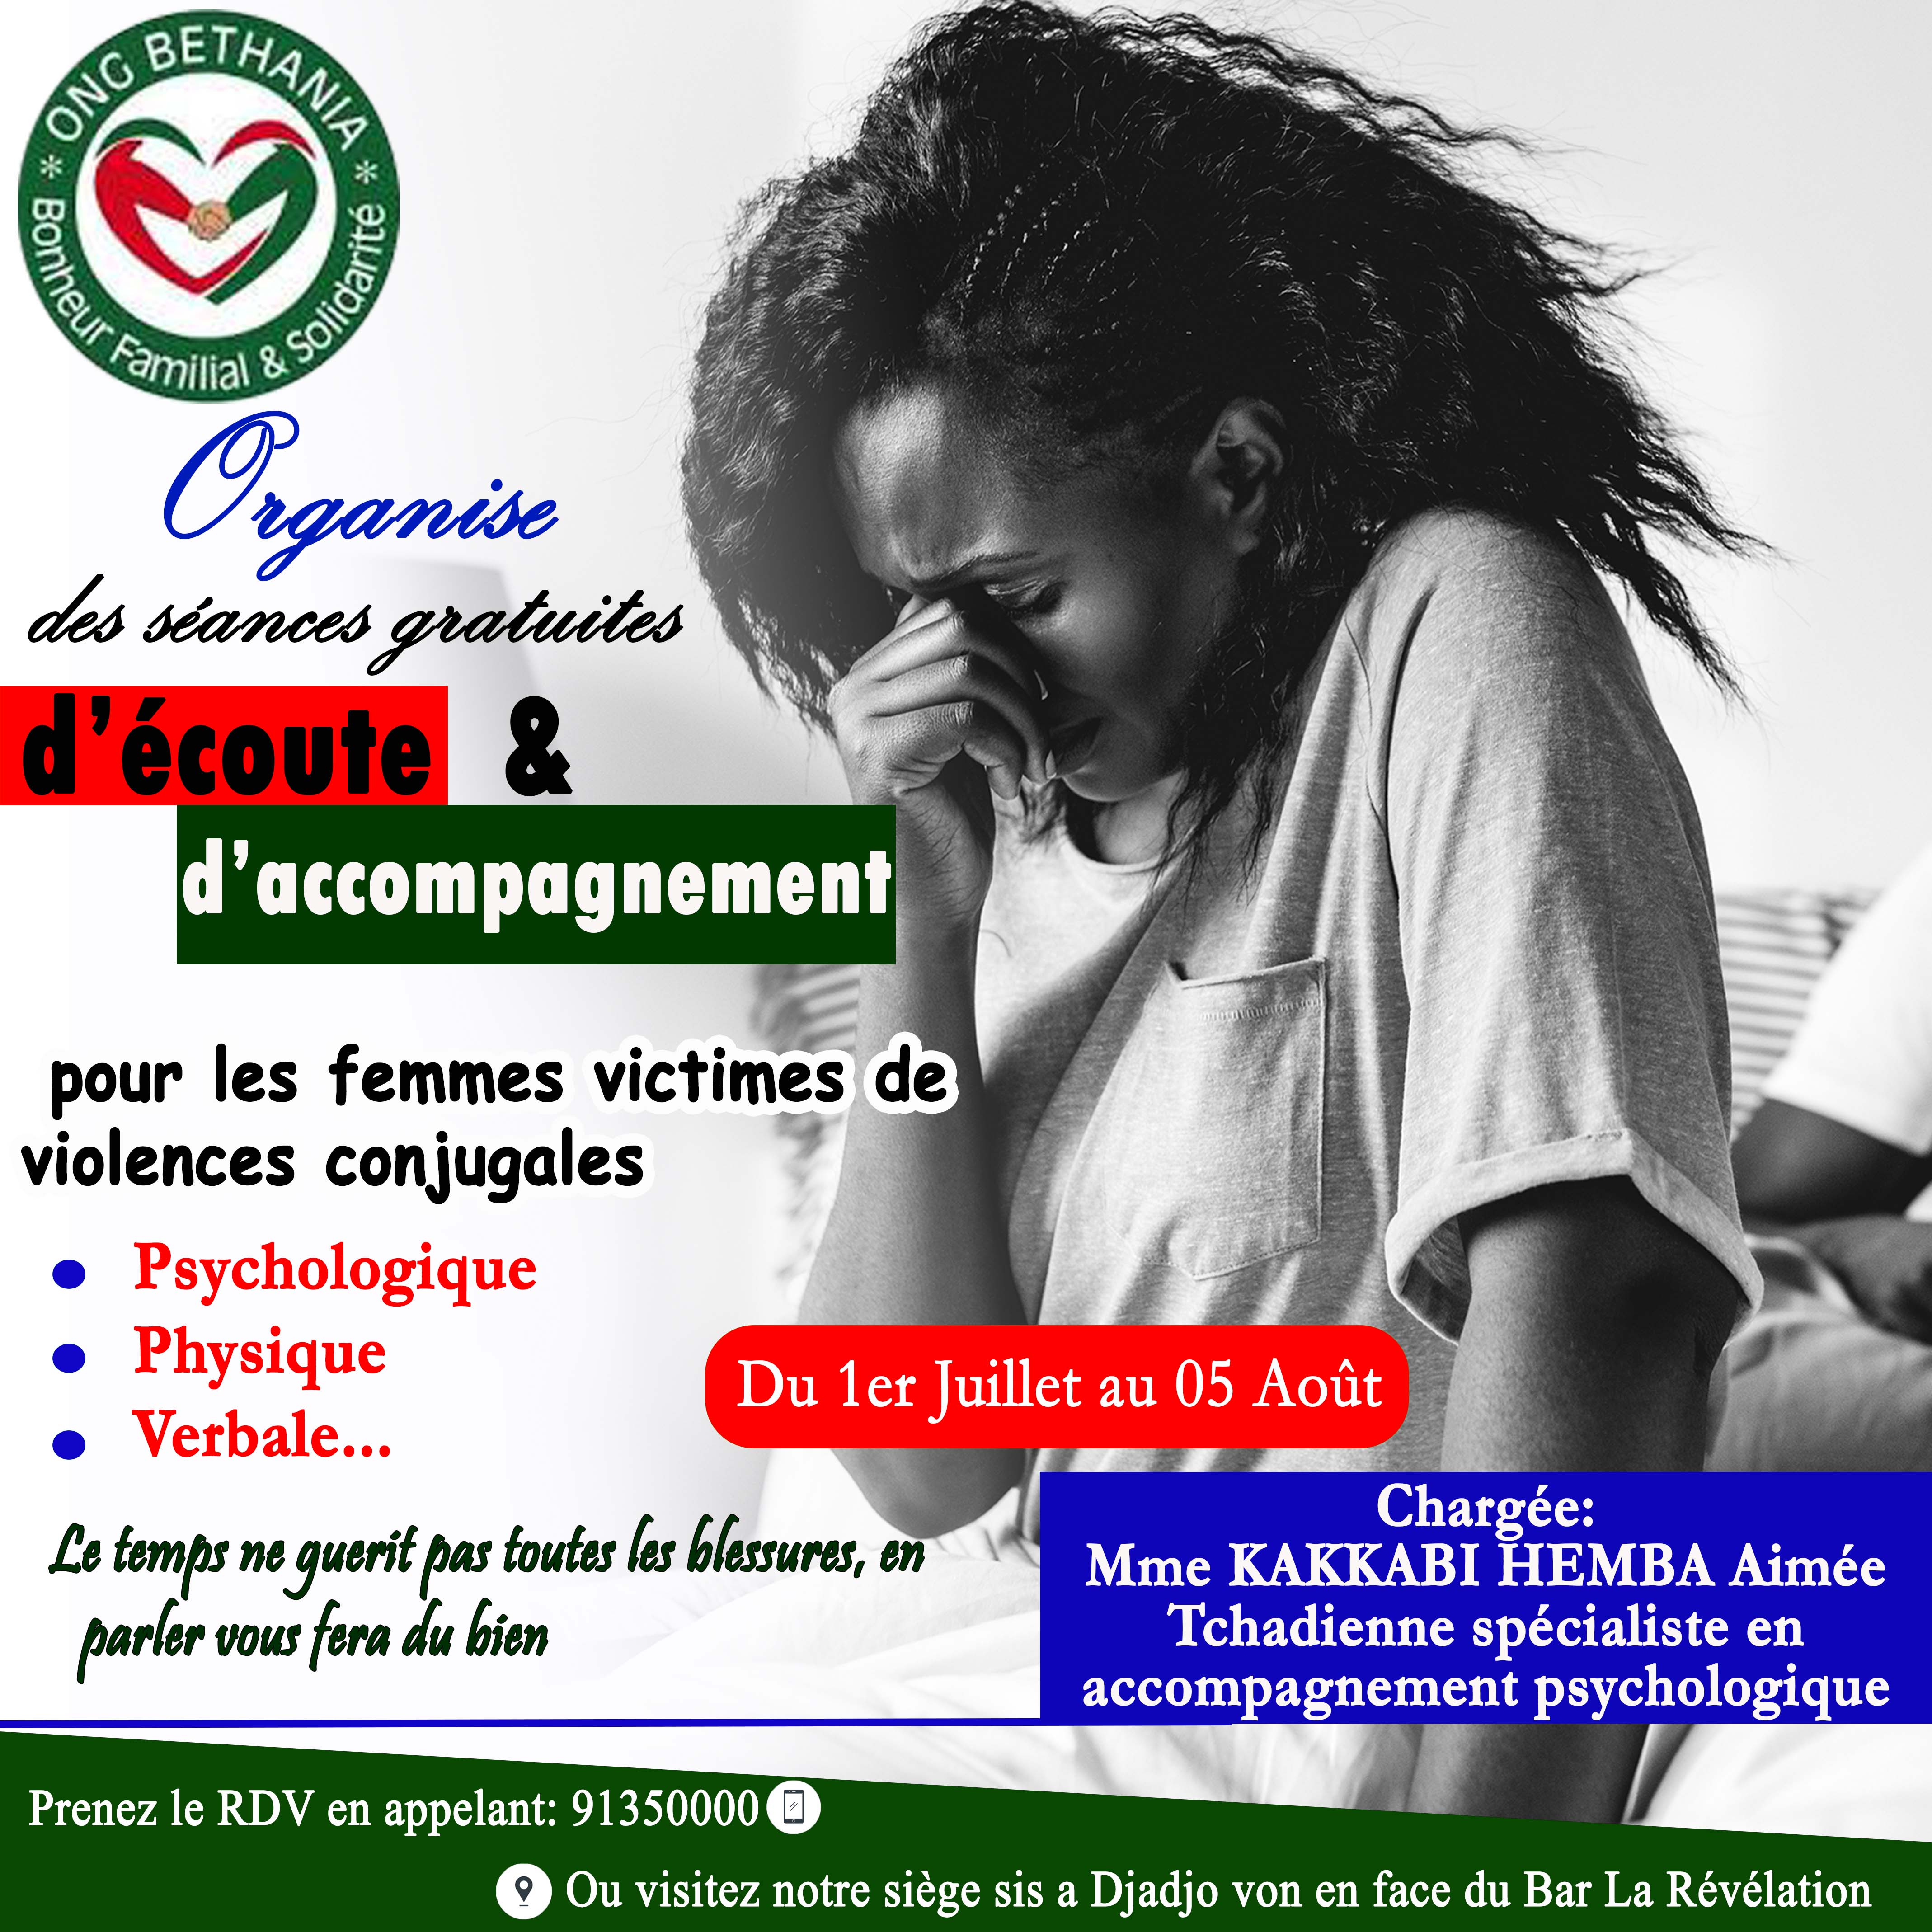 ONG BETHANIA
* Bonheur Familial & Solidarité *
Organise
des séances gratuites
d’écoute &
d’accompagnement
pour les femmes victimes de
violences conjugales
• Psychologique
• Physique
• Verbale...
Du 1er Juillet au 05 Août
Le temps ne guerit pas toutes les blessures, en
parler vous fera du bien
Chargée:
Mme KAKKABI HEMBA Aimée
Tchadienne spécialiste en
accompagnement psychologique
Prenez le RDV en appelant: 91350000
Ou visitez notre siège sis a Djadjo von en face du Bar La Révélation